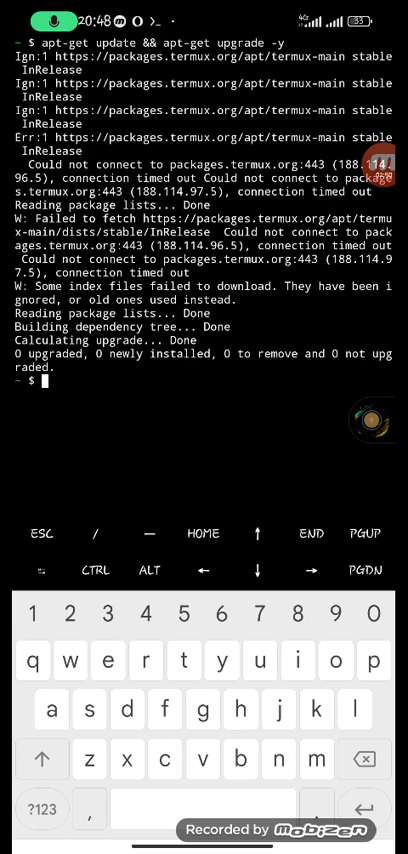 20:48
4G
33
~ $ apt-get update && apt-get upgrade -y
Ign:1 https://packages.termux.org/apt/termux-main stable
InRelease
Ign:1 https://packages.termux.org/apt/termux-main stable
InRelease
Ign:1 https://packages.termux.org/apt/termux-main stable
InRelease
Err:1 https://packages.termux.org/apt/termux-main stable
InRelease
Could not connect to packages.termux.org:443 (188.114.
96.5), connection timed out Could not connect to package
s.termux.org:443 (188.114.97.5), connection timed out
Reading package lists... Done
W: Failed to fetch https://packages.termux.org/apt/termu
x-main/dists/stable/InRelease  Could not connect to pack
ages.termux.org:443 (188.114.96.5), connection timed out
Could not connect to packages.termux.org:443 (188.114.9
7.5), connection timed out
W: Some index files failed to download. They have been i
gnored, or old ones used instead.
Reading package lists... Done
Building dependency tree... Done
Calculating upgrade... Done
0 upgraded, 0 newly installed, 0 to remove and 0 not upg
raded.
~ $
ESC / — HOME ↑ END PGUP
CTRL ALT ← ↓ → PGDN
1 2 3 4 5 6 7 8 9 0
q w e r t y u i o p
a s d f g h j k l
z x c v b n m
?123 , .
Recorded by mobizen